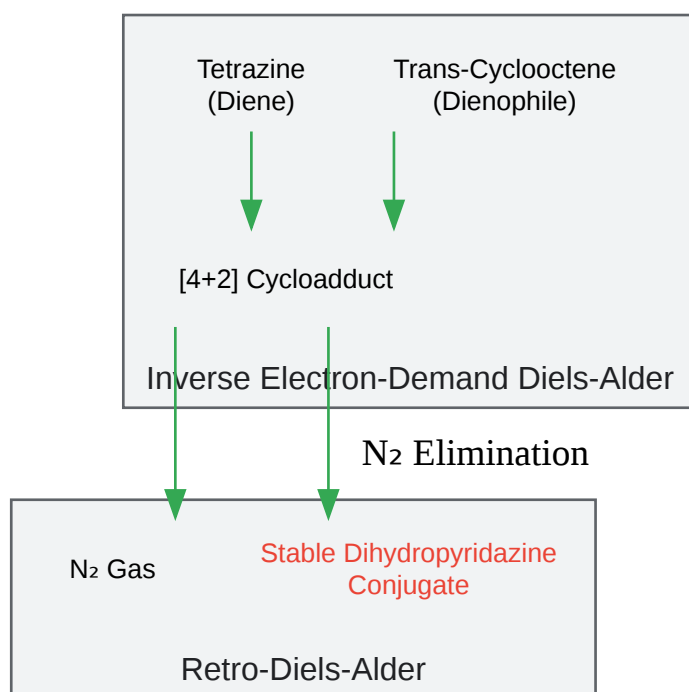 Tetrazine
(Diene)
Trans-Cyclooctene
(Dienophile)
[4+2] Cycloadduct
Inverse Electron-Demand Diels-Alder
N₂ Elimination
N₂ Gas
Stable Dihydropyridazine
Conjugate
Retro-Diels-Alder